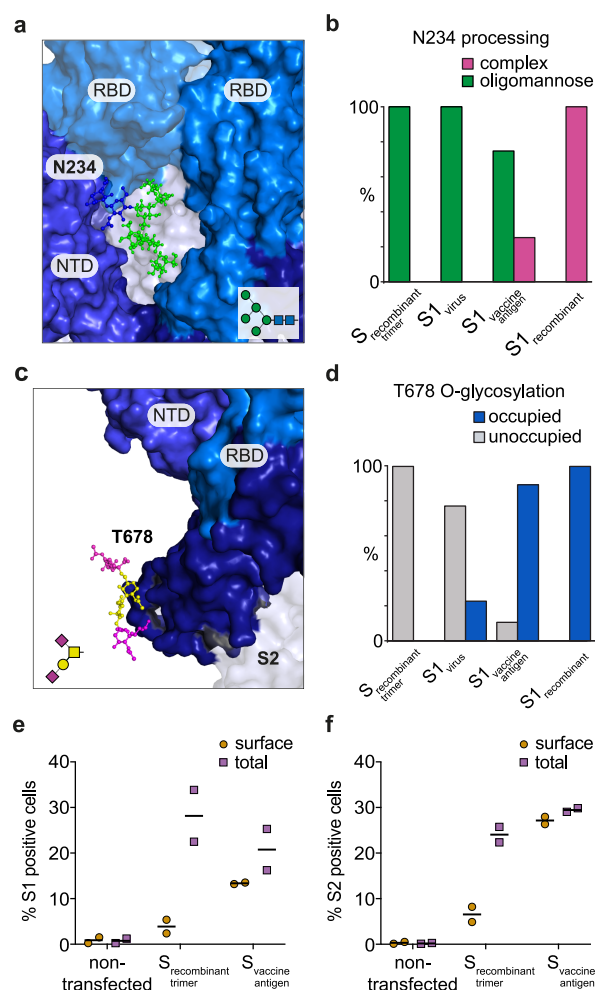 a
RBD
RBD
N234
NTD
b
N234 processing
complex
oligomannose
100
%
0
S recombinant trimer
S1 virus
S1 vaccine antigen
S1 recombinant
c
NTD
RBD
T678
S2
d
T678 O-glycosylation
occupied
unoccupied
100
%
0
S recombinant trimer
S1 virus
S1 vaccine antigen
S1 recombinant
e
surface
total
% S1 positive cells
40
30
20
10
0
non-
transfected
S recombinant trimer
S vaccine antigen
f
surface
total
% S2 positive cells
40
30
20
10
0
non-
transfected
S recombinant trimer
S vaccine antigen